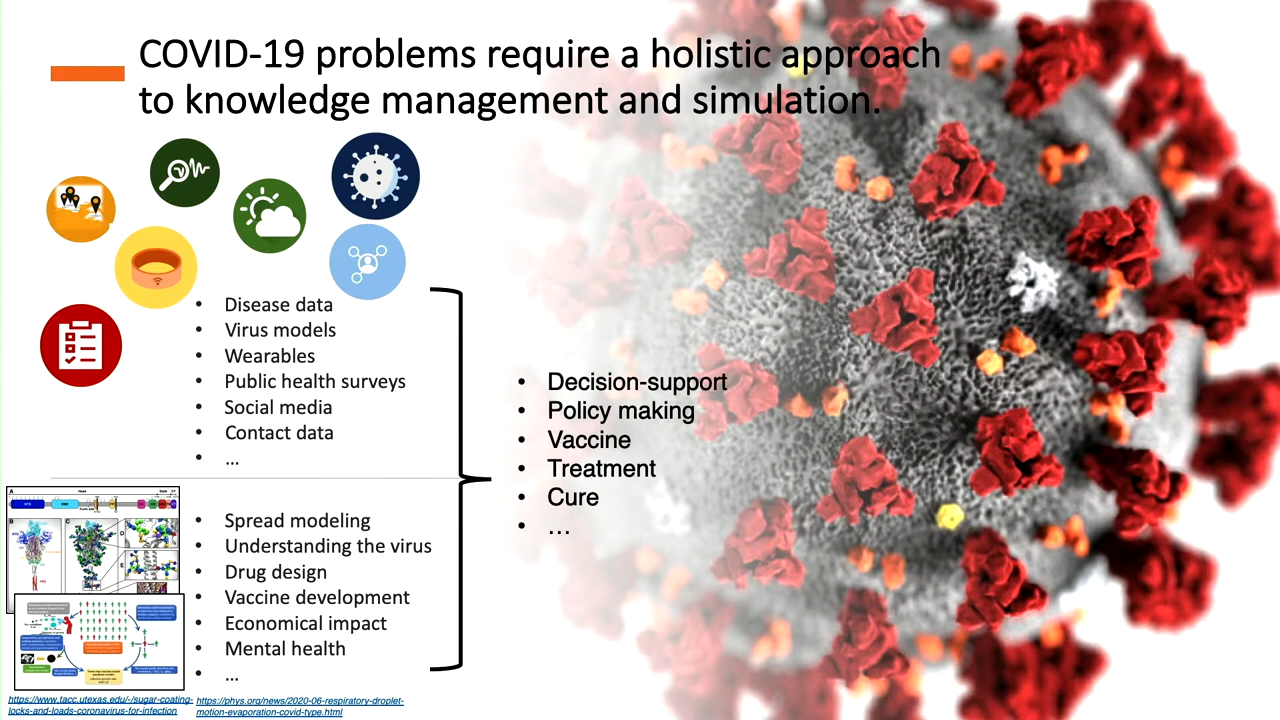 COVID-19 problems require a holistic approach
to knowledge management and simulation.
• Disease data
• Virus models
• Wearables
• Public health surveys
• Social media
• Contact data
• ...
• Decision-support
• Policy making
• Vaccine
• Treatment
• Cure
• ...
• Spread modeling
• Understanding the virus
• Drug design
• Vaccine development
• Economical impact
• Mental health
• ...
A
B
C
D
E
https://www.tacc.utexas.edu/-/sugar-coating-
locks-and-loads-coronavirus-for-infection
https://phys.org/news/2020-06-respiratory-droplet-
motion-evaporation-covid-type.html